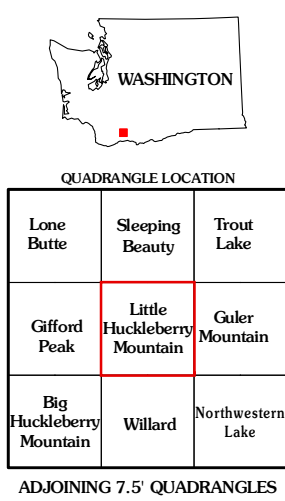 WASHINGTON
QUADRANGLE LOCATION
Lone
Butte
Sleeping
Beauty
Trout
Lake
Gifford
Peak
Little
Huckleberry
Mountain
Guler
Mountain
Big
Huckleberry
Mountain
Willard
Northwestern
Lake
ADJOINING 7.5' QUADRANGLES